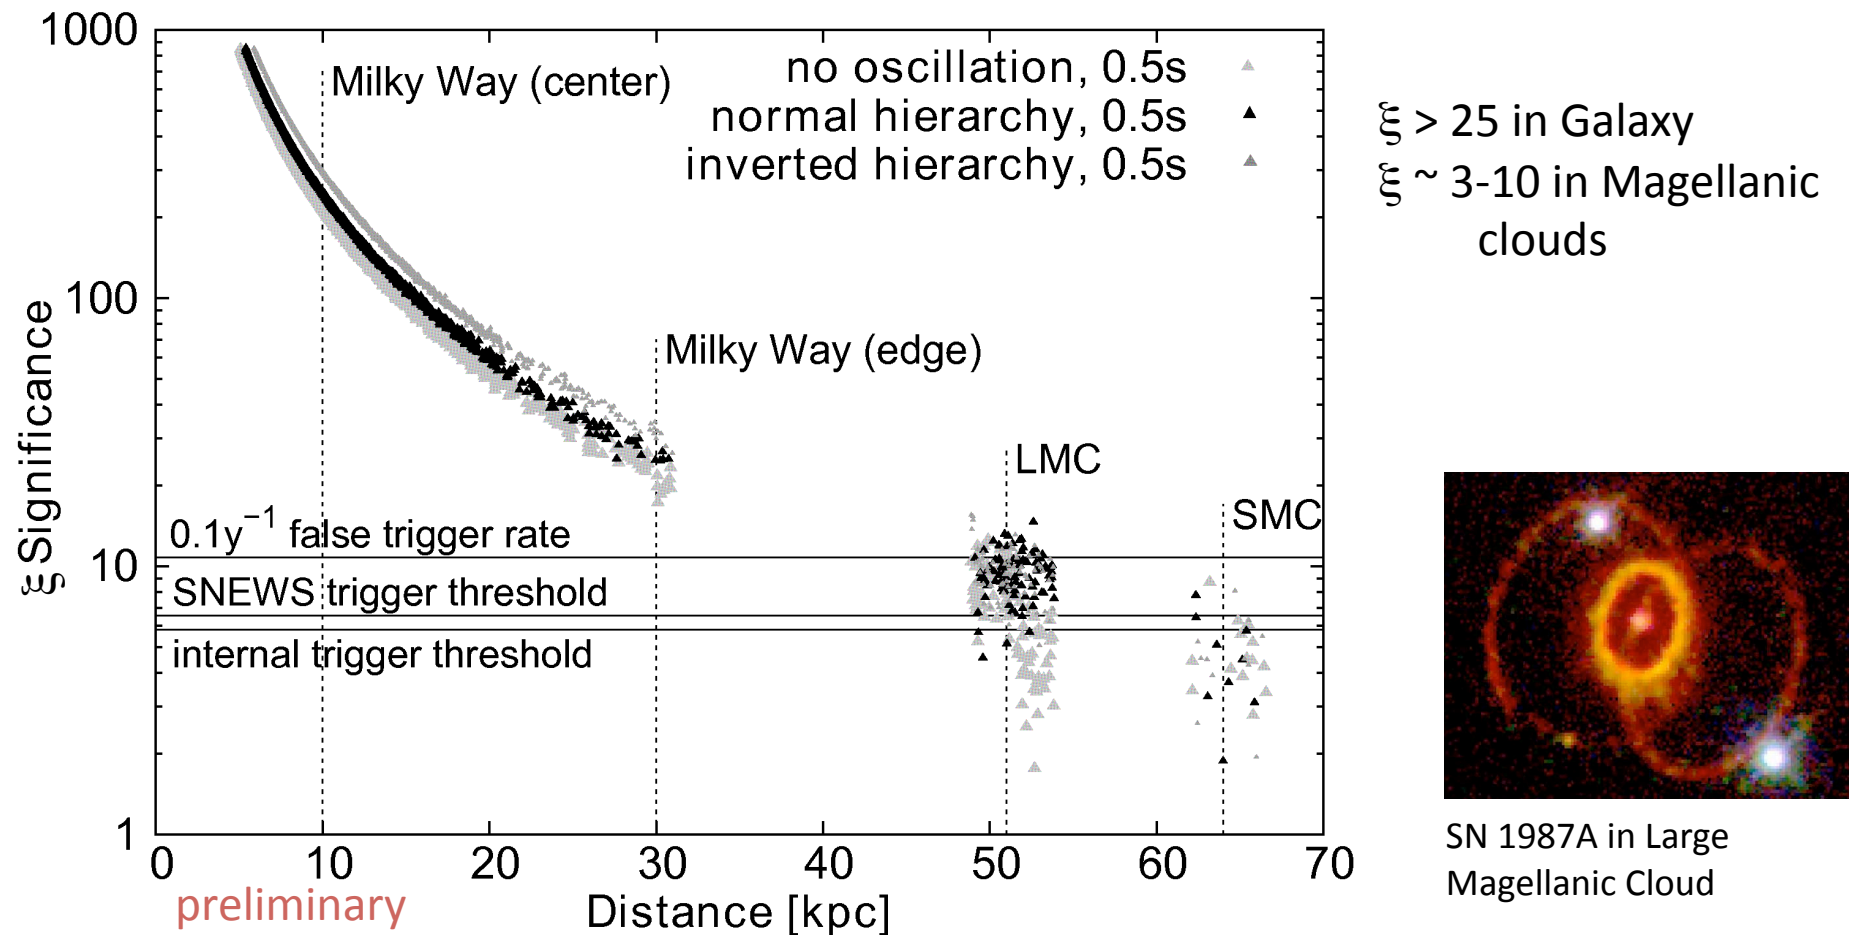 1000
100
10
1
ξ Significance
Milky Way (center)
no oscillation, 0.5s
normal hierarchy, 0.5s
inverted hierarchy, 0.5s
Milky Way (edge)
LMC
SMC
0.1y⁻¹ false trigger rate
SNEWS trigger threshold
internal trigger threshold
0 10 20 30 40 50 60 70
preliminary
Distance [kpc]
ξ > 25 in Galaxy
ξ ~ 3-10 in Magellanic
clouds
SN 1987A in Large
Magellanic Cloud